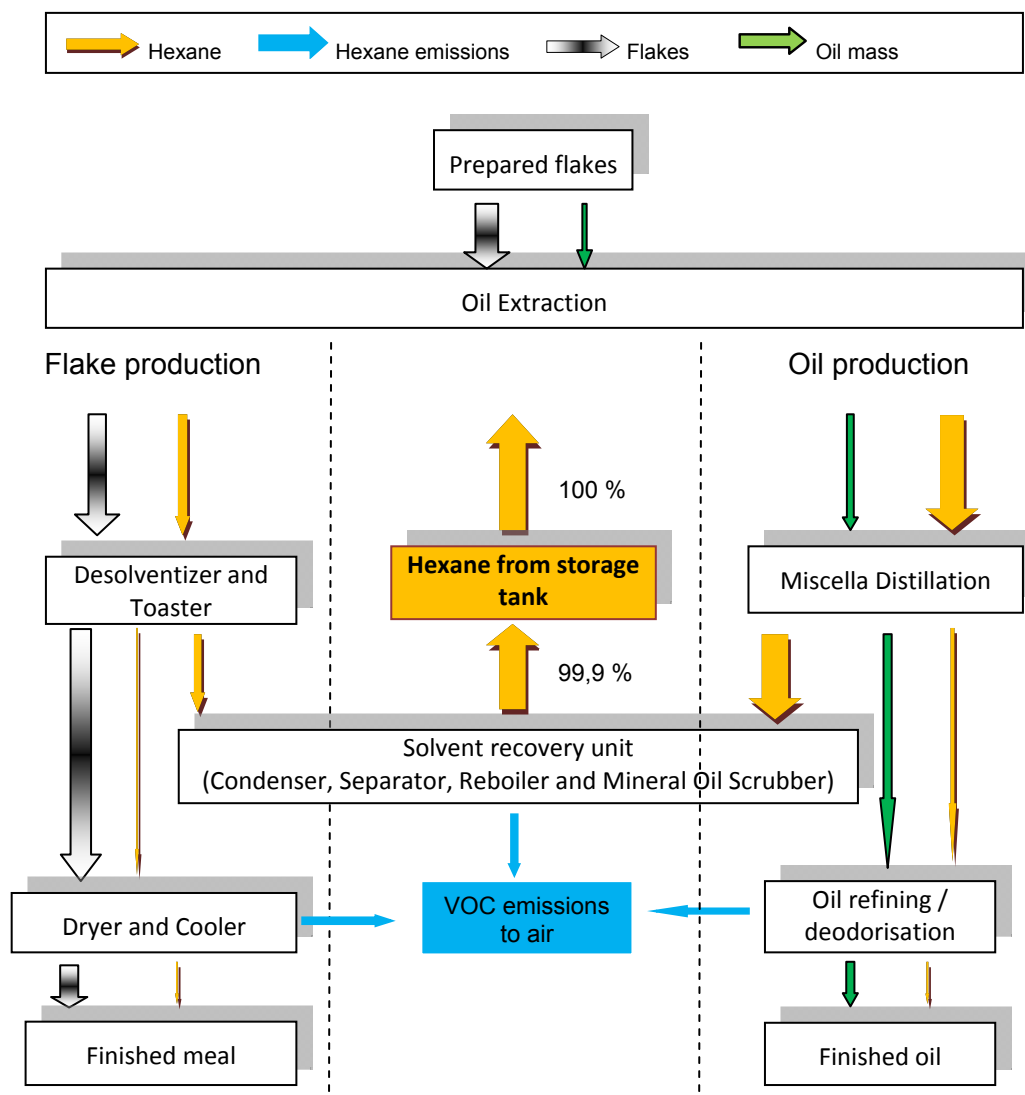 Hexane
Hexane emissions
Flakes
Oil mass
Prepared flakes
Oil Extraction
Flake production
Oil production
100 %
Desolventizer and
Toaster
Hexane from storage
tank
Miscella Distillation
99,9 %
Solvent recovery unit
(Condenser, Separator, Reboiler and Mineral Oil Scrubber)
Dryer and Cooler
VOC emissions
to air
Oil refining /
deodorisation
Finished meal
Finished oil